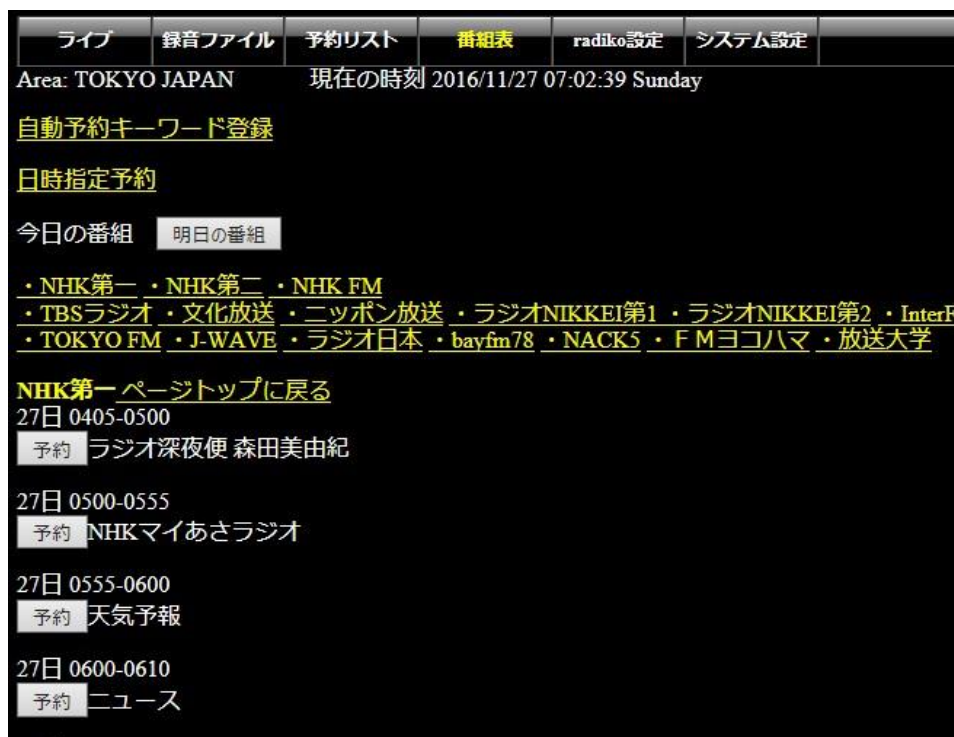 ライブ 録音ファイル 予約リスト 番組表 radiko設定 システム設定
Area: TOKYO JAPAN 現在の時刻 2016/11/27 07:02:39 Sunday
自動予約キーワード登録
日時指定予約
今日の番組 明日の番組
・NHK第一 ・NHK第二 ・NHK FM
・TBSラジオ ・文化放送 ・ニッポン放送 ・ラジオNIKKEI第1 ・ラジオNIKKEI第2 ・InterF
・TOKYO FM ・J-WAVE ・ラジオ日本 ・bayfm78 ・NACK5 ・ＦＭヨコハマ ・放送大学
NHK第一 ページトップに戻る
27日 0405-0500
予約 ラジオ深夜便 森田美由紀
27日 0500-0555
予約 NHKマイあさラジオ
27日 0555-0600
予約 天気予報
27日 0600-0610
予約 ニュース